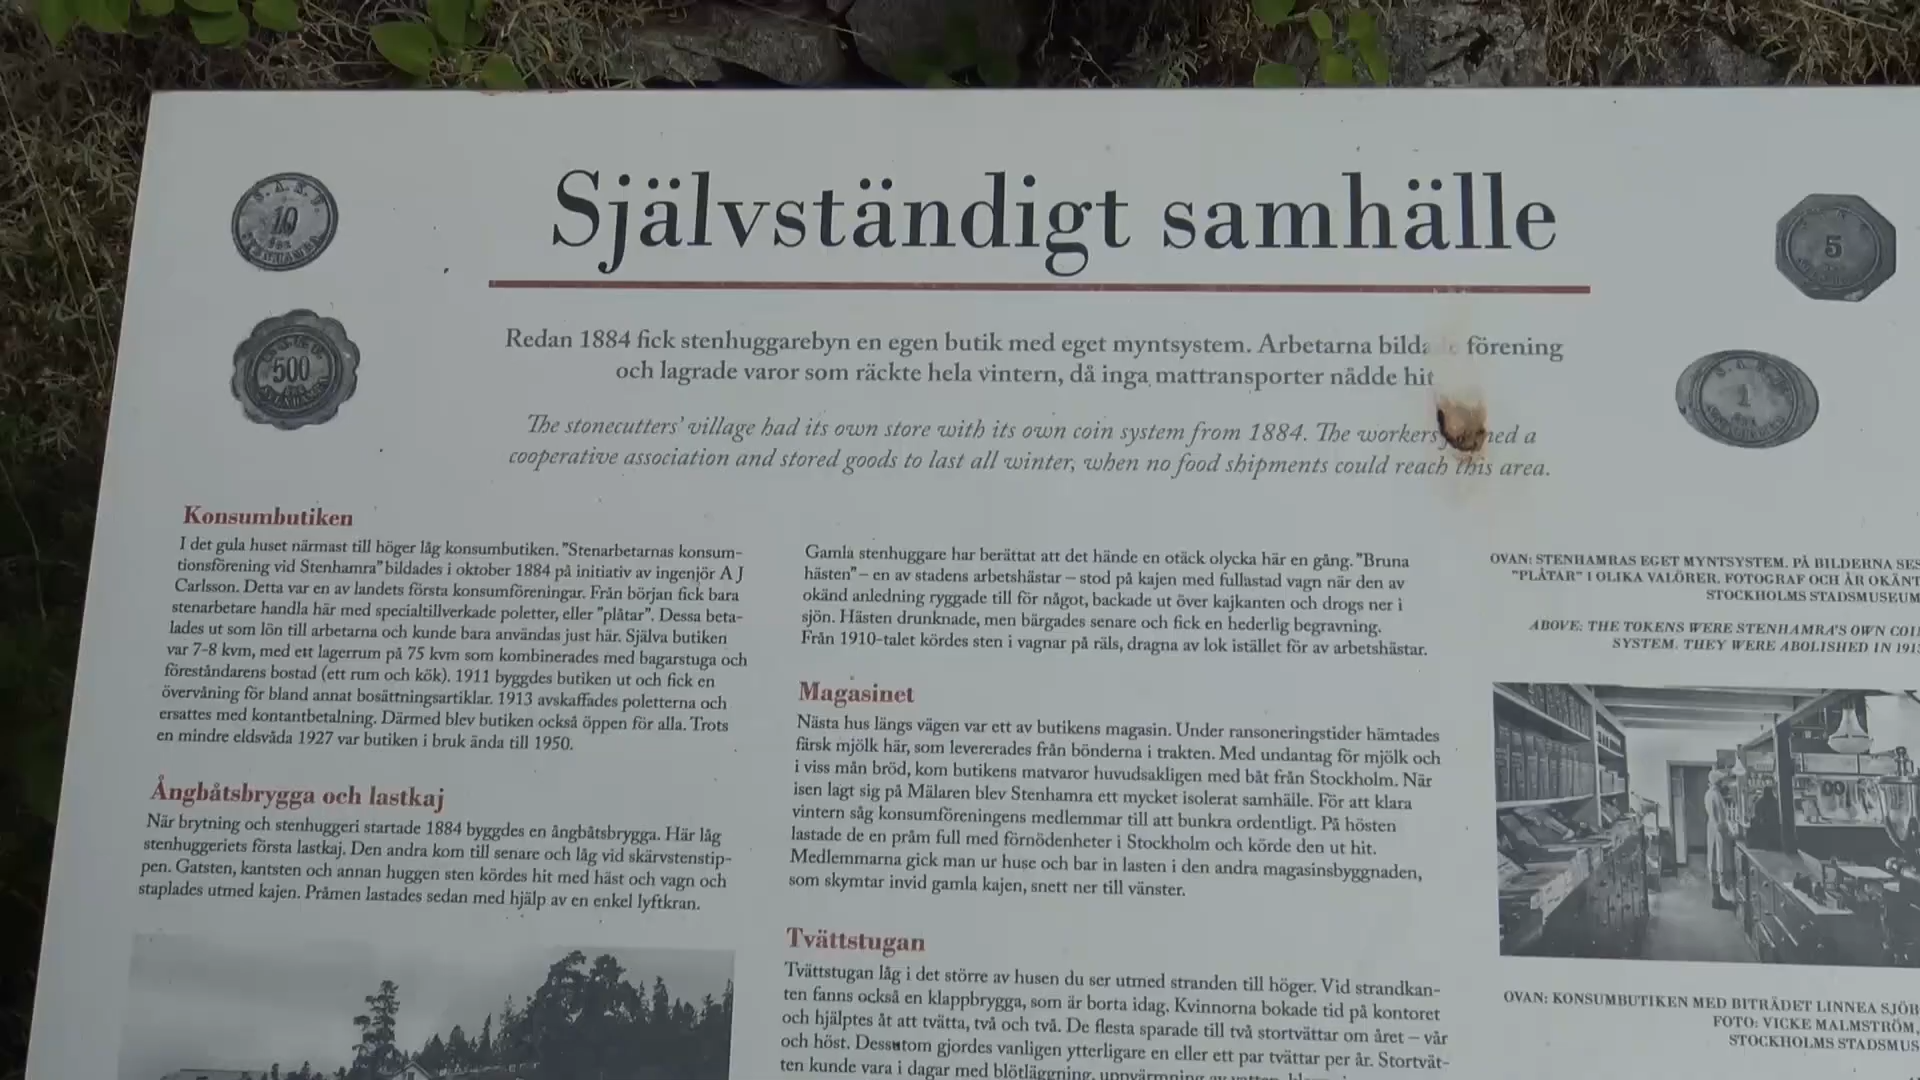 Självständigt samhälle
10
500
5
1
Redan 1884 fick stenhuggarebyn en egen butik med eget myntsystem. Arbetarna bilda förening
och lagrade varor som räckte hela vintern, då inga mattransporter nådde hit
The stonecutters' village had its own store with its own coin system from 1884. The workers a
cooperative association and stored goods to last all winter, when no food shipments could reach this area.
Konsumbutiken
I det gula huset närmast till höger låg konsumbutiken. "Stenarbetarnas konsum-
tionsförening vid Stenhamra" bildades i oktober 1884 på initiativ av ingenjör A J
Carlsson. Detta var en av landets första konsumföreningar. Från början fick bara
stenarbetare handla här med specialtillverkade poletter, eller "plåtar". Dessa beta-
lades ut som lön till arbetarna och kunde bara användas just här. Själva butiken
var 7-8 kvm, med ett lagerrum på 75 kvm som kombinerades med bagarstuga och
föreståndarens bostad (ett rum och kök). 1911 byggdes butiken ut och fick en
övervåning för bland annat bosättningsartiklar. 1913 avskaffades poletterna och
ersattes med kontantbetalning. Därmed blev butiken också öppen för alla. Trots
en mindre eldsvåda 1927 var butiken i bruk ända till 1950.
Ångbåtsbrygga och lastkaj
När brytning och stenhuggeri startade 1884 byggdes en ångbåtsbrygga. Här låg
stenhuggeriets första lastkaj. Den andra kom till senare och låg vid skärvstenstip-
pen. Gatsten, kantsten och annan huggen sten kördes hit med häst och vagn och
staplades utmed kajen. Pråmen lastades sedan med hjälp av en enkel lyftkran.
Gamla stenhuggare har berättat att det hände en otäck olycka här en gång. "Bruna
hästen" – en av stadens arbetshästar – stod på kajen med fullastad vagn när den av
okänd anledning ryggade till för något, backade ut över kajkanten och drogs ner i
sjön. Hästen drunknade, men bärgades senare och fick en hederlig begravning.
Från 1910-talet kördes sten i vagnar på räls, dragna av lok istället för av arbetshästar.
Magasinet
Nästa hus längs vägen var ett av butikens magasin. Under ransoneringstider hämtades
färsk mjölk här, som levererades från bönderna i trakten. Med undantag för mjölk och
i viss mån bröd, kom butikens matvaror huvudsakligen med båt från Stockholm. När
isen lagt sig på Mälaren blev Stenhamra ett mycket isolerat samhälle. För att klara
vintern såg konsumföreningens medlemmar till att bunkra ordentligt. På hösten
lastade de en pråm full med förnödenheter i Stockholm och körde den ut hit.
Medlemmarna gick man ur huse och bar in lasten i den andra magasinsbyggnaden,
som skymtar invid gamla kajen, snett ner till vänster.
Tvättstugan
Tvättstugan låg i det större av husen du ser utmed stranden till höger. Vid strandkan-
ten fanns också en klappbrygga, som är borta idag. Kvinnorna bokade tid på kontoret
och hjälptes åt att tvätta, två och två. De flesta sparade till två stortvättar om året – vår
och höst. Dessutom gjordes vanligen ytterligare en eller ett par tvättar per år. Stortvät-
ten kunde vara i dagar med blötläggning, uppvärmning av vatten,
OVAN: STENHAMRAS EGET MYNTSYSTEM. PÅ BILDERNA SES
"PLÅTAR" I OLIKA VALÖRER. FOTOGRAF OCH ÅR OKÄNT
STOCKHOLMS STADSMUSEUM
ABOVE: THE TOKENS WERE STENHAMRA'S OWN COI
SYSTEM. THEY WERE ABOLISHED IN 1913
OVAN: KONSUMBUTIKEN MED BITRÄDET LINNEA SJÖB
FOTO: VICKE MALMSTRÖM,
STOCKHOLMS STADSMUS